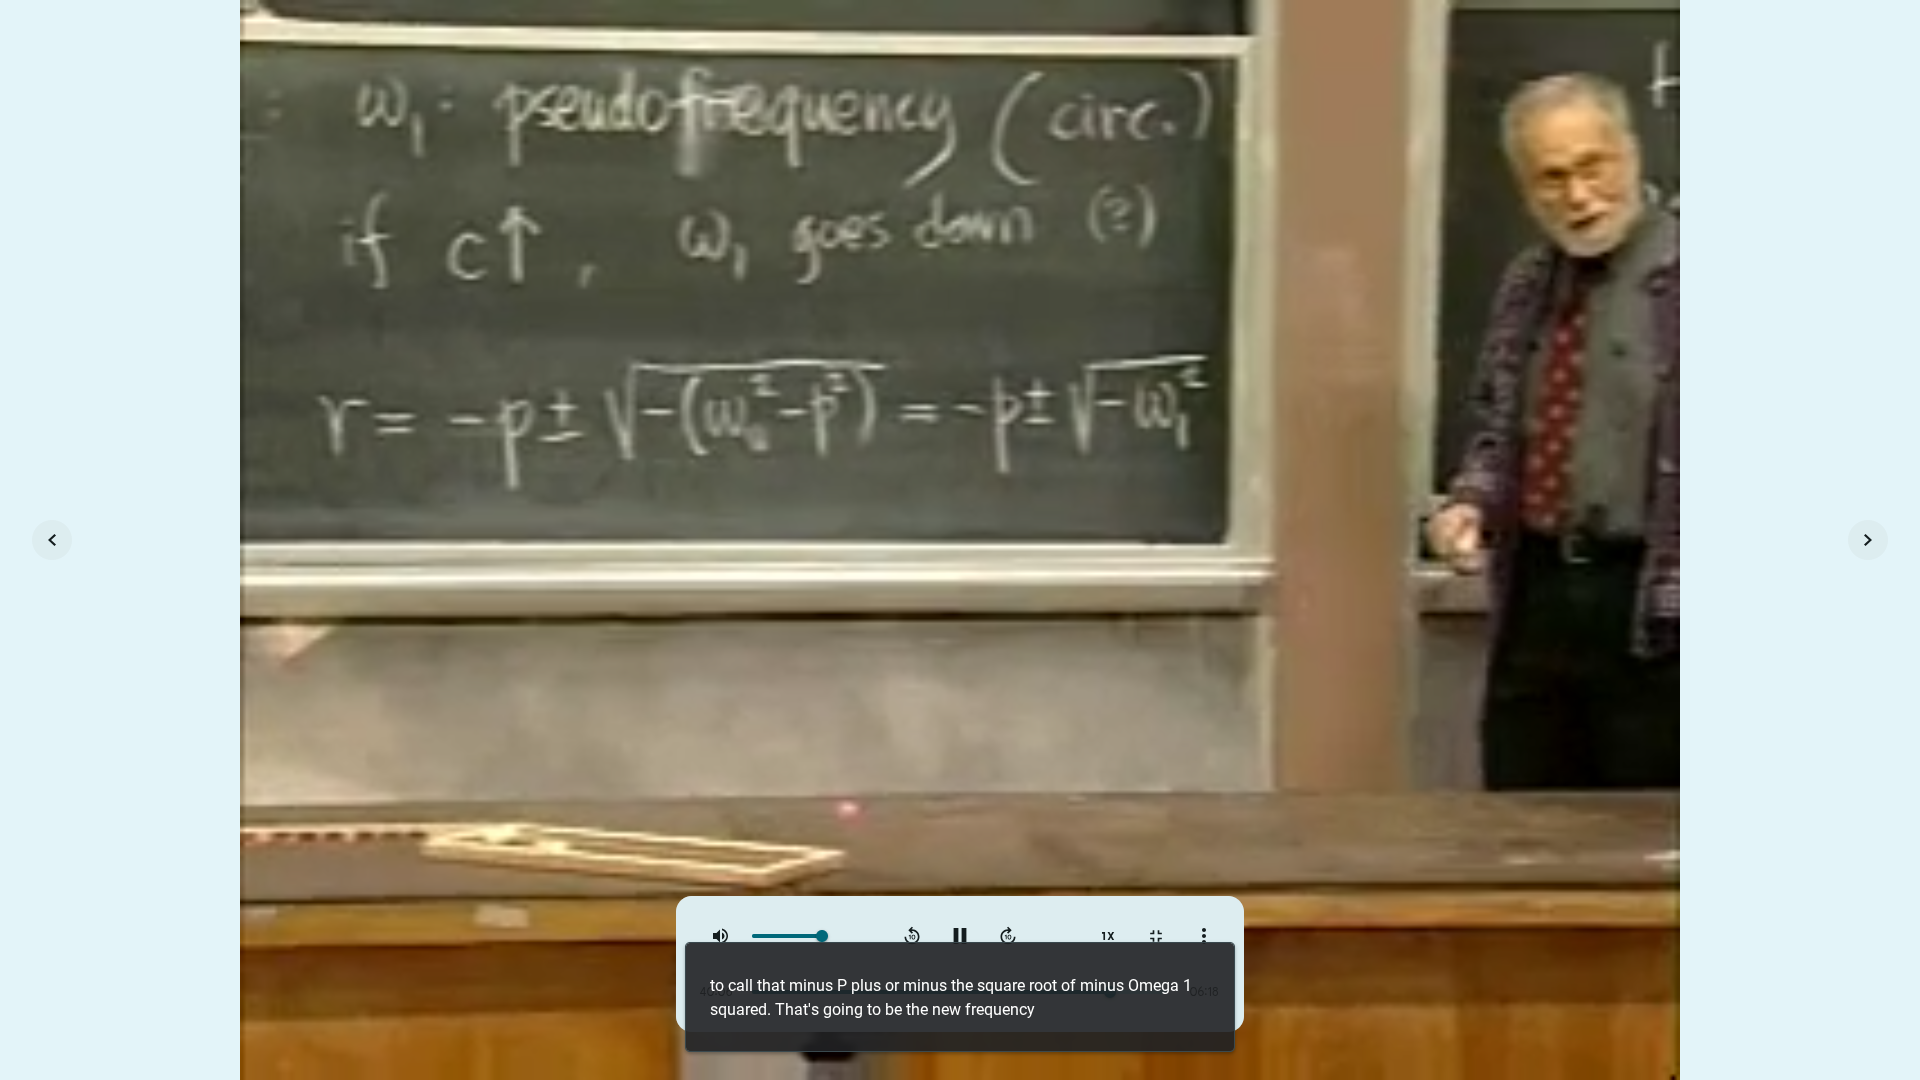 ω₁ - pseudofrequency (circ.)
if c↑, ω₁ goes down (?)
r = -p ± √-(ω₀²-p²) = -p ± √-ω₁²
1X
to call that minus P plus or minus the square root of minus Omega 1
squared. That's going to be the new frequency